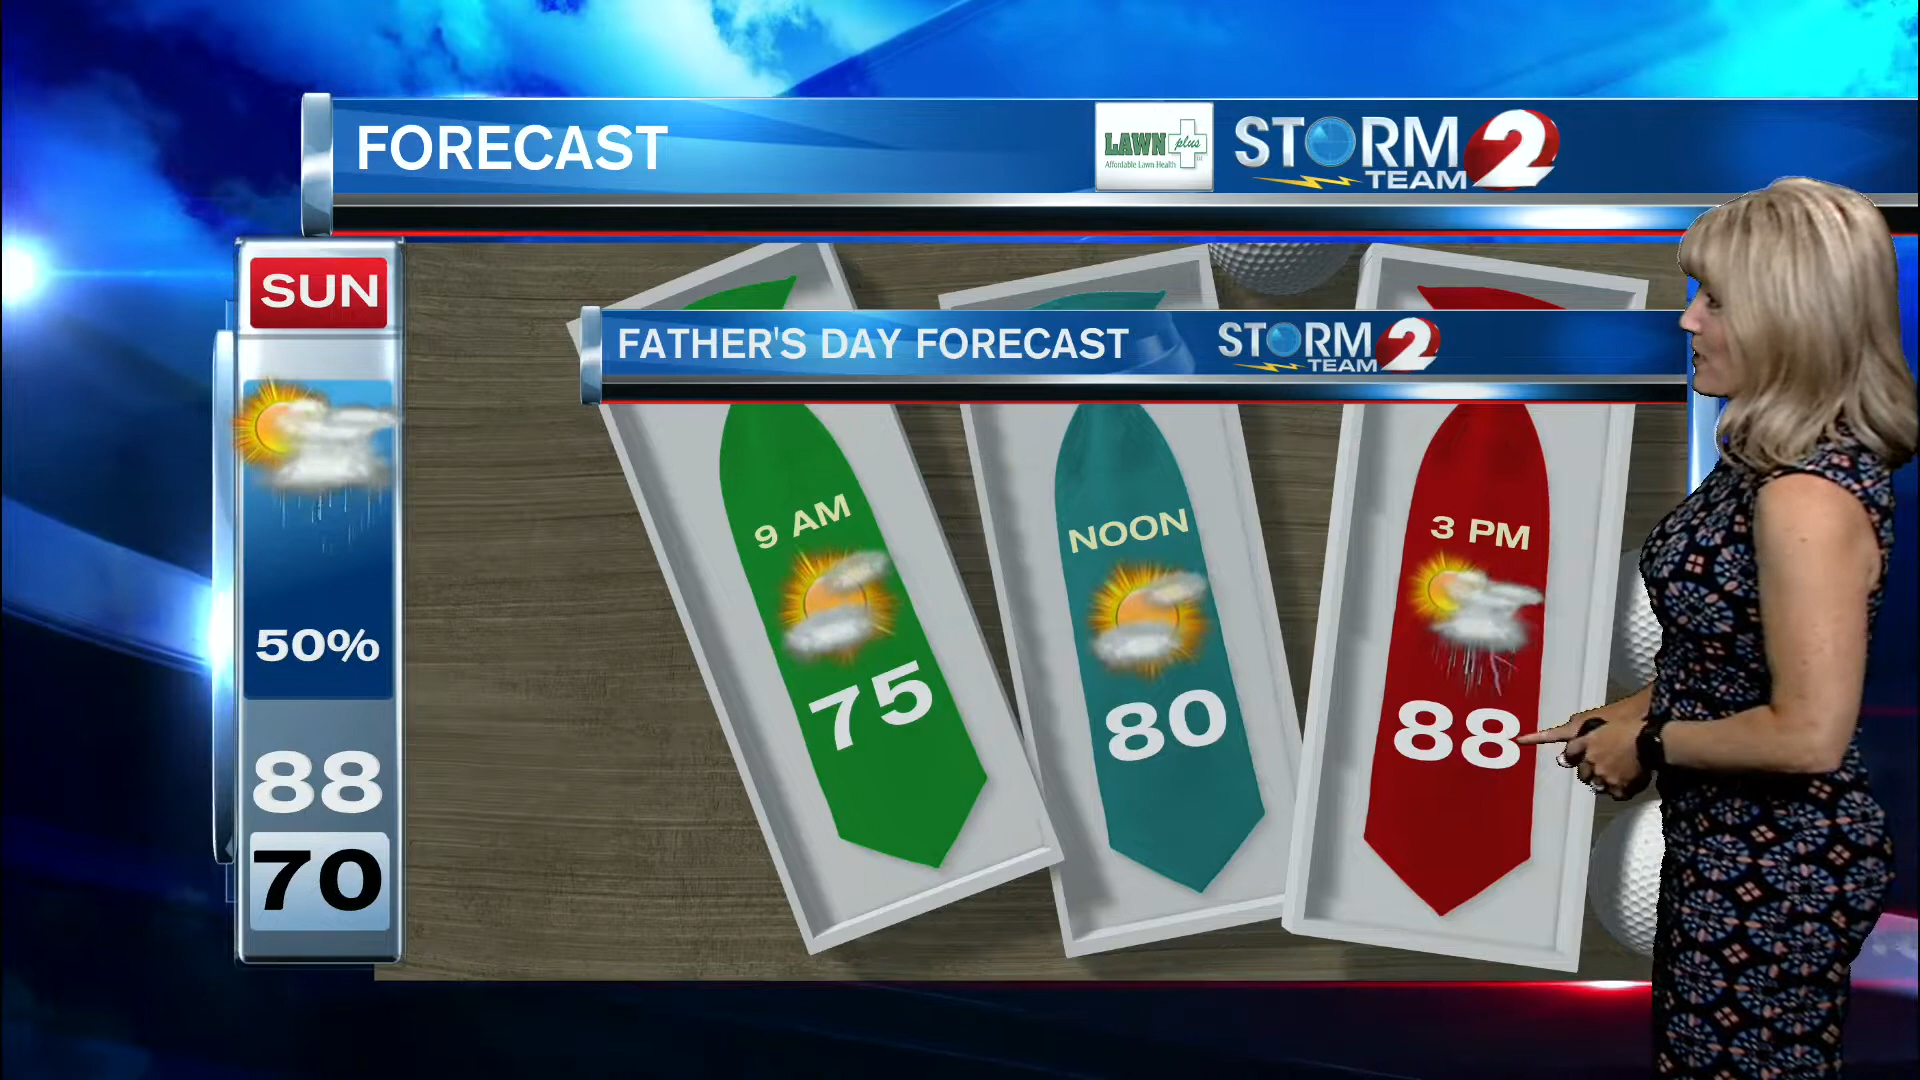 FORECAST
LAWN plus
Affordable Lawn Health
STORM 2
TEAM
SUN
50%
88
70
FATHER'S DAY FORECAST
STORM 2
TEAM
9 AM
75
NOON
80
3 PM
88